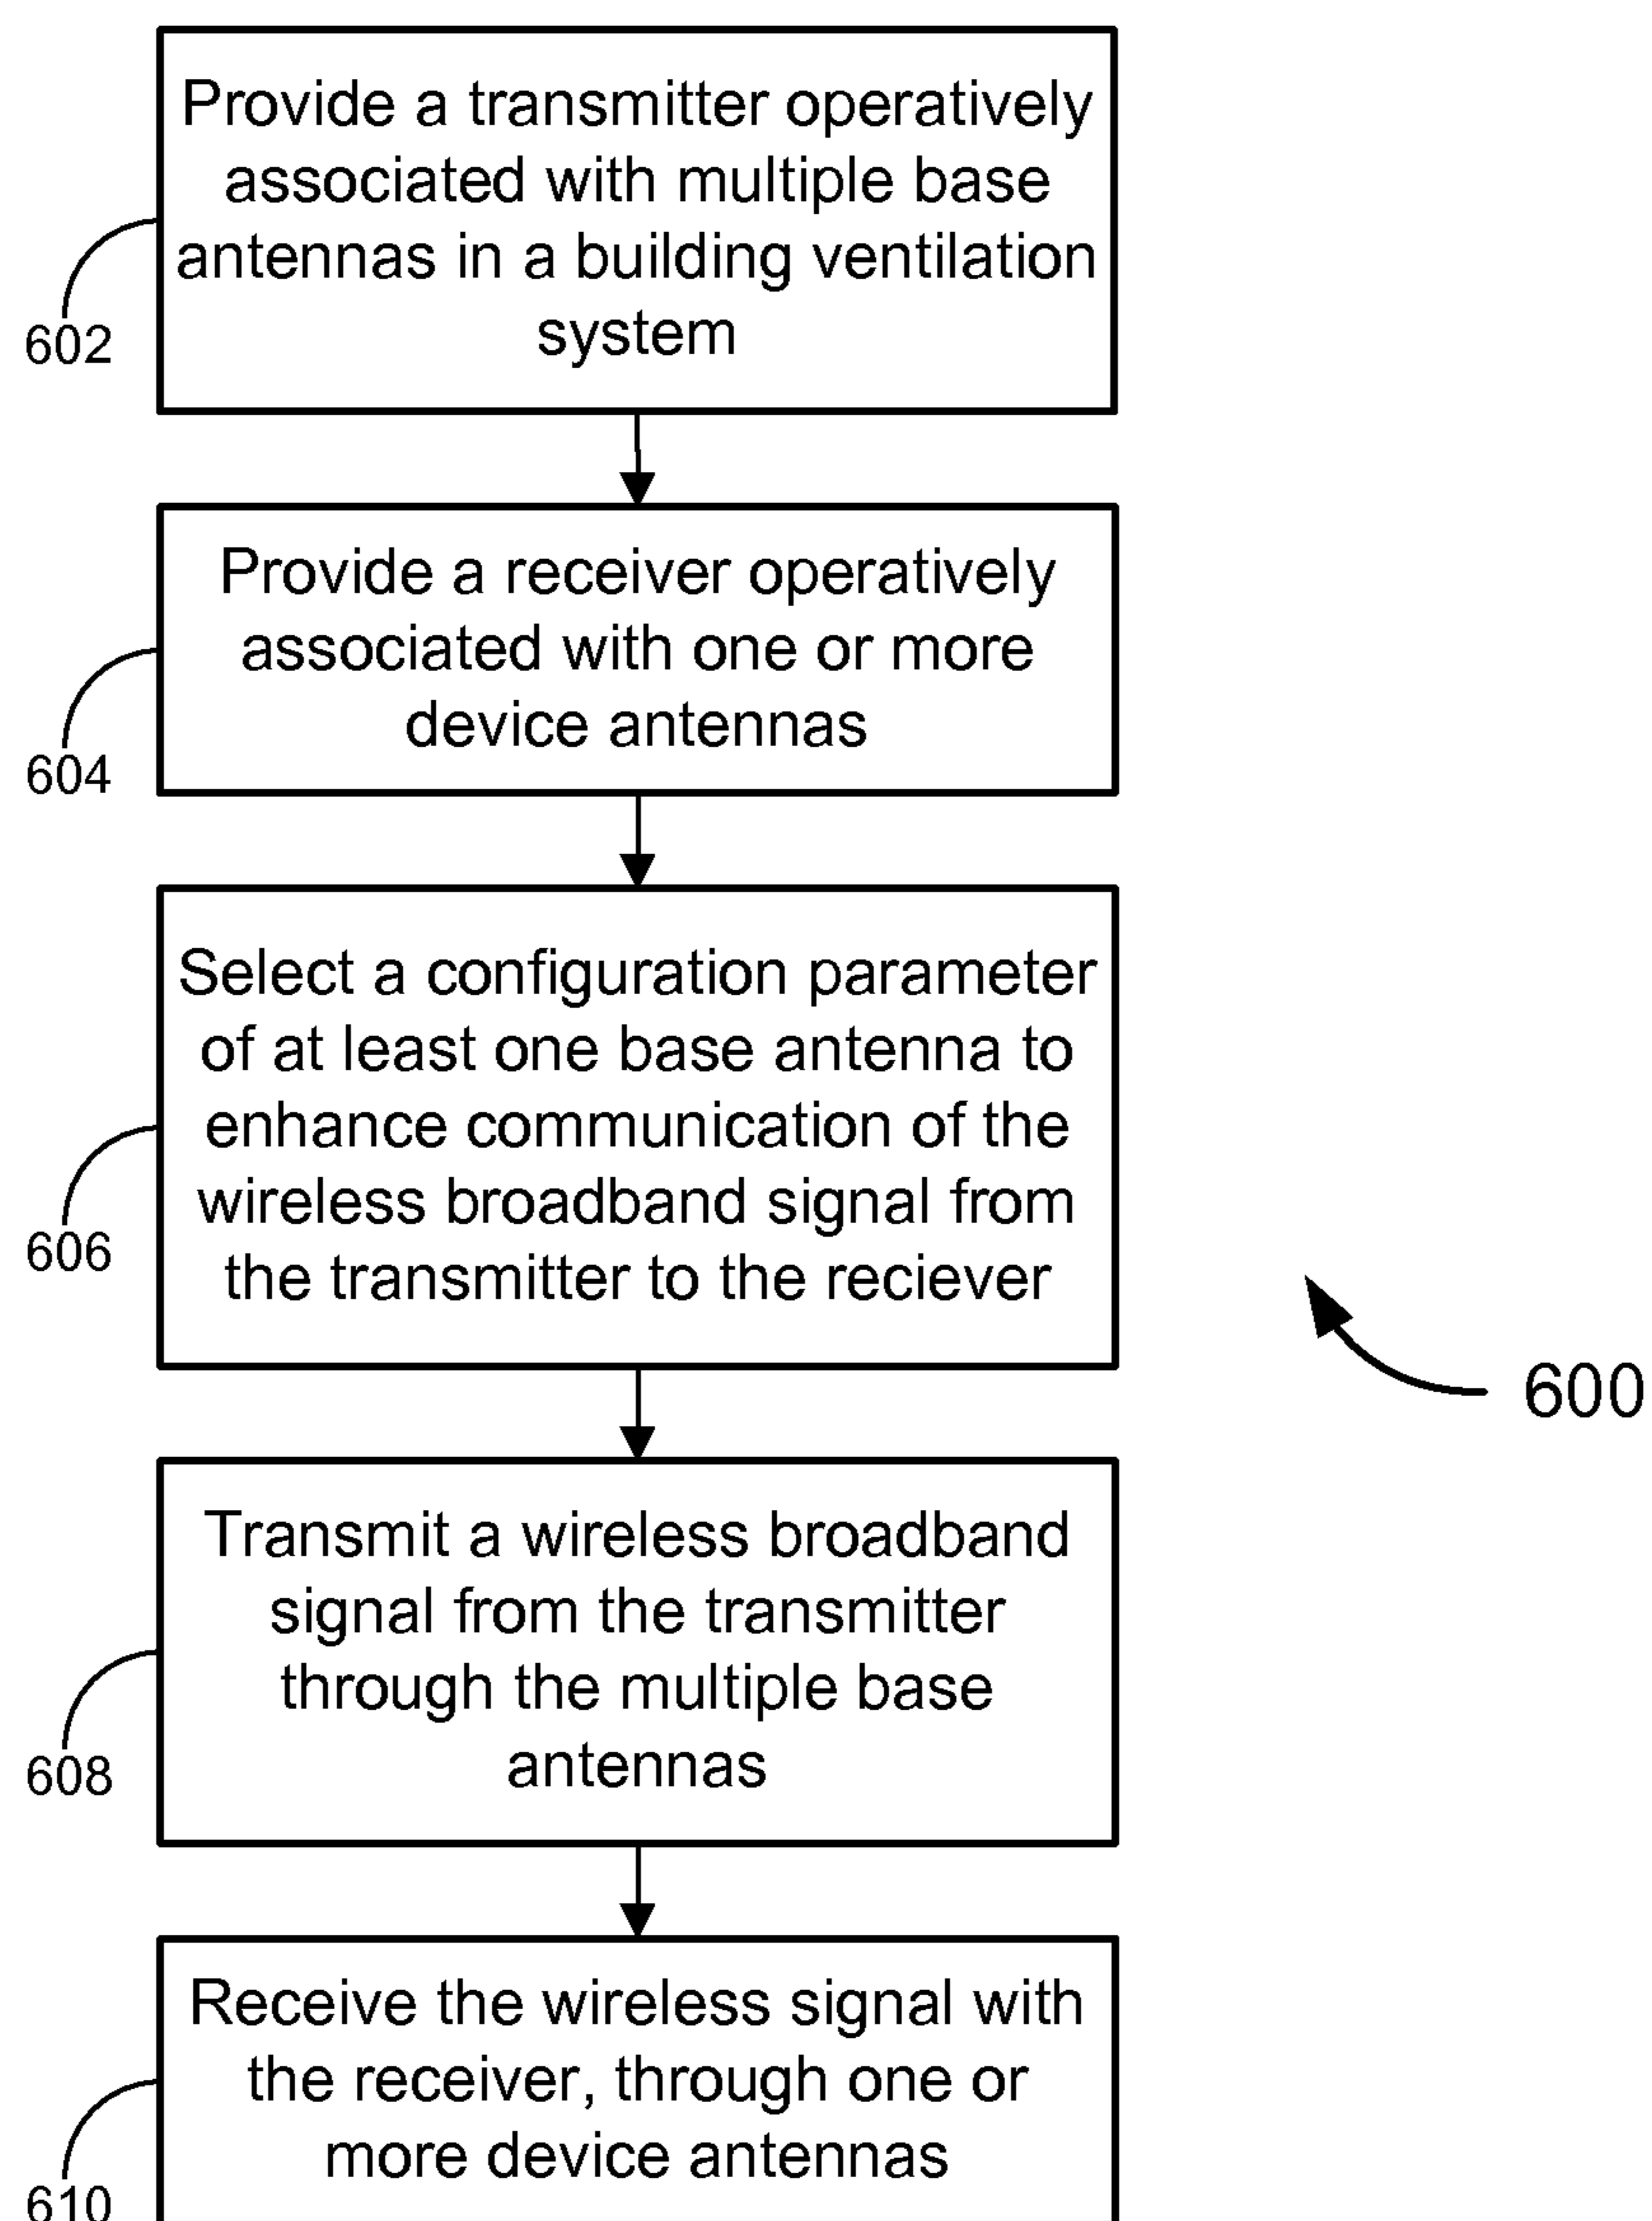 Provide a transmitter operatively
associated with multiple base
antennas in a building ventilation
system
602
Provide a receiver operatively
associated with one or more
device antennas
604
Select a configuration parameter
of at least one base antenna to
enhance communication of the
wireless broadband signal from
the transmitter to the reciever
606
600
Transmit a wireless broadband
signal from the transmitter
through the multiple base
antennas
608
Receive the wireless signal with
the receiver, through one or
more device antennas
610